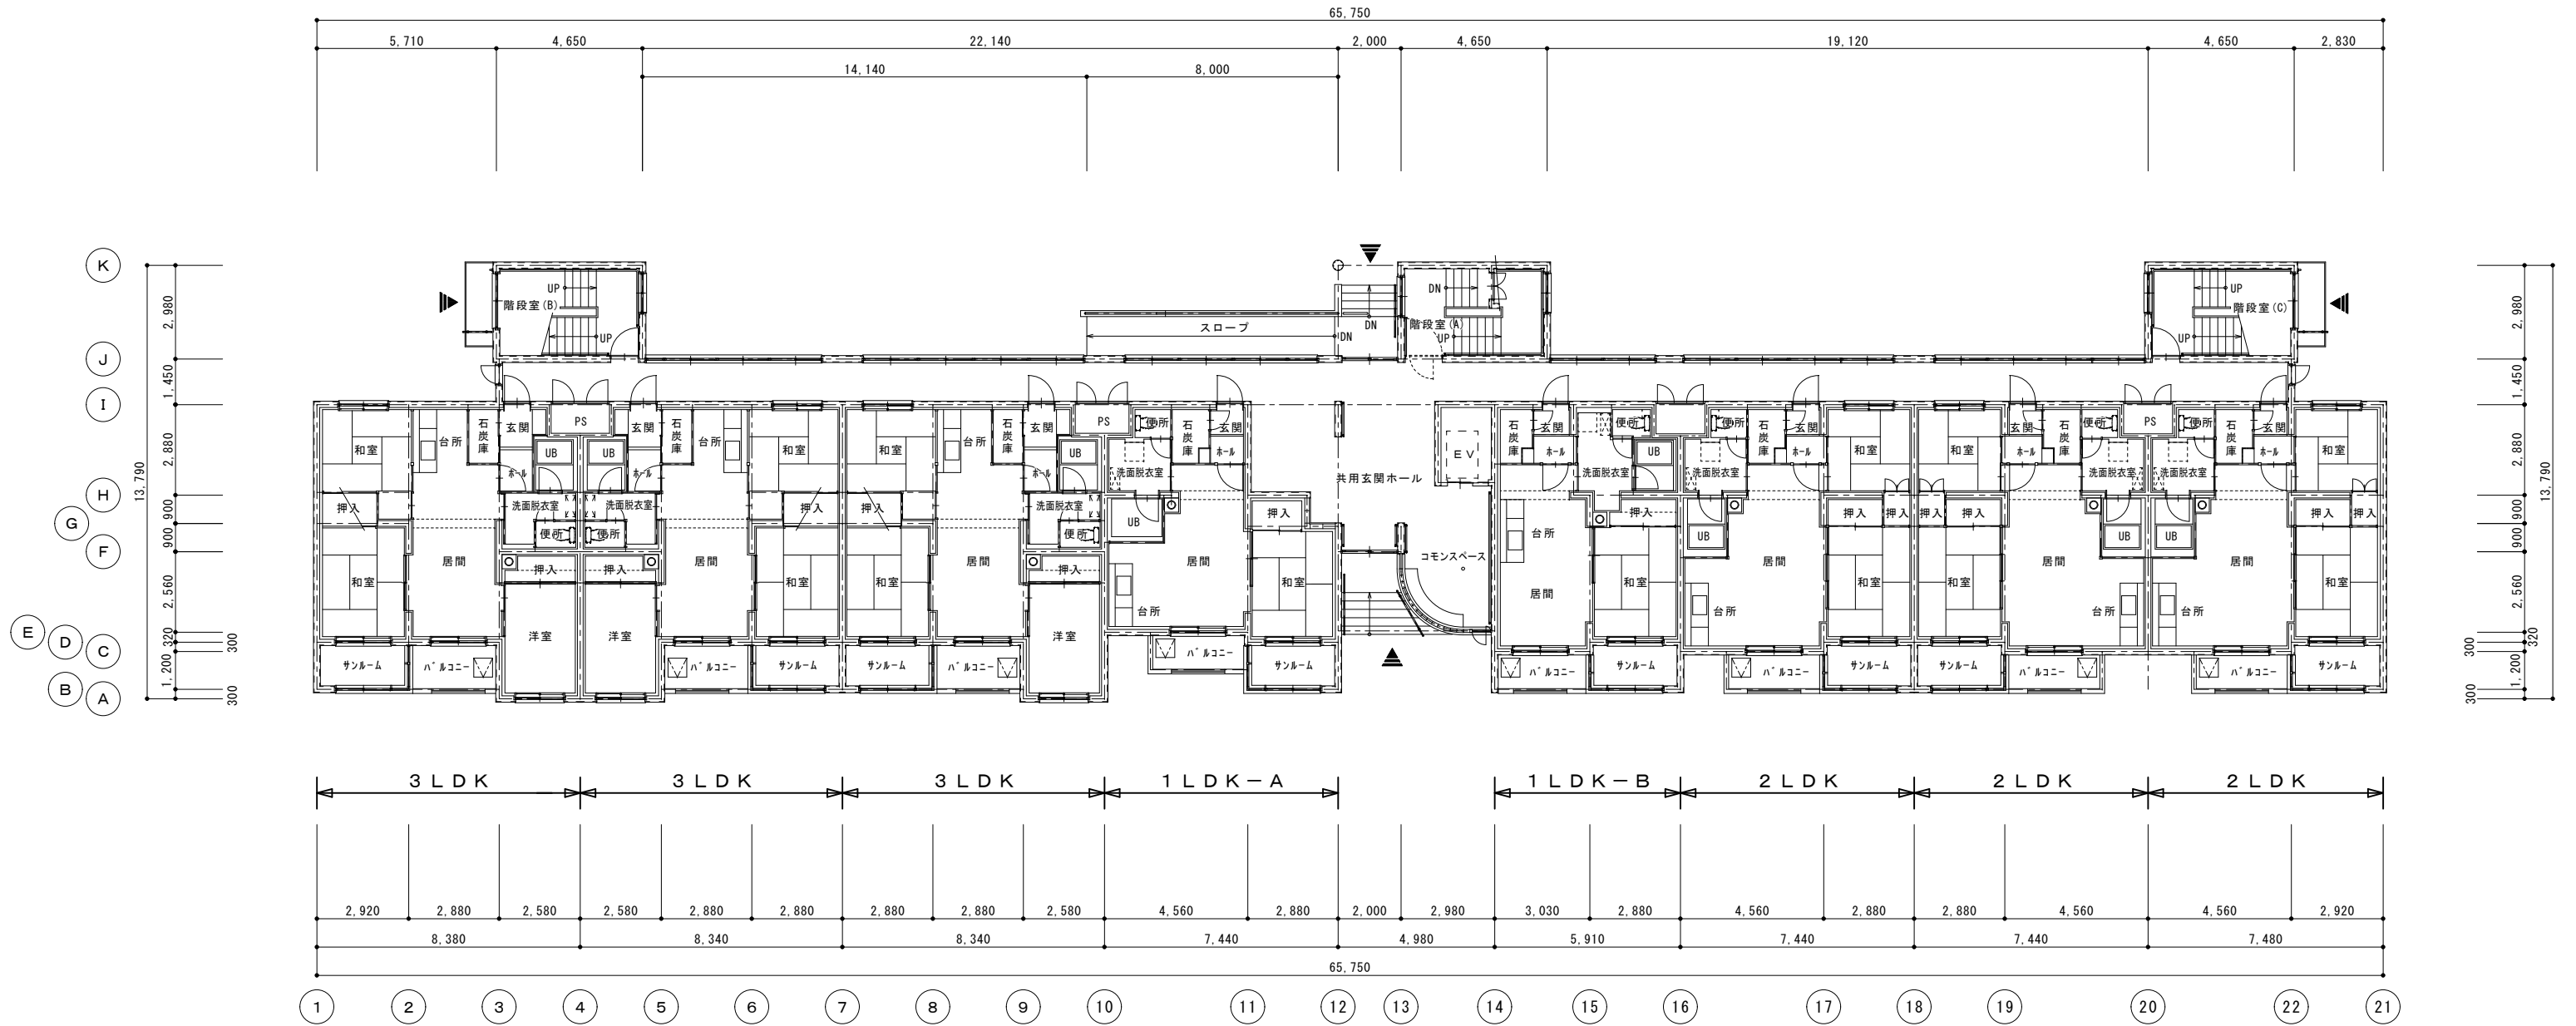 65,750
5,710 4,650 22,140 2,000 4,650 19,120 4,650 2,830
14,140 8,000
K
J
I
H
G
F
E
D
C
B
A
13,790
2,980
1,450
2,880
900
900
2,560
320
300
1,200
300
2,980
1,450
2,880
900
900
2,560
320
300
1,200
300
13,790
UP
階段室(B)
UP
スロープ
DN
DN
DN
階段室(A)
UP
UP
階段室(C)
UP
和室 台所 石炭庫 玄関 PS 玄関 石炭庫 台所 和室
UB UB
ホール ホール
押入 洗面脱衣室 洗面脱衣室 押入
便所 便所
和室 居間 押入 押入 居間 和室
洋室 洋室
サンルーム バルコニー バルコニー サンルーム
和室 台所 石炭庫 玄関 PS
UB
ホール
押入 洗面脱衣室
便所
和室 居間 押入
洋室
サンルーム バルコニー
便所 石炭庫 玄関
ホール
洗面脱衣室
UB 押入
居間 和室
台所
バルコニー サンルーム
共用玄関ホール
EV
コモンスペース
石炭庫 玄関 便所
ホール 洗面脱衣室 UB
台所 押入
居間 和室
バルコニー サンルーム
便所 石炭庫 玄関 和室
洗面脱衣室 ホール
UB 押入 押入
居間 和室
台所
バルコニー サンルーム
和室 玄関 石炭庫 便所 PS
ホール 洗面脱衣室
押入 押入 UB
和室 居間
台所
サンルーム バルコニー
便所 石炭庫 玄関 和室
洗面脱衣室 ホール
UB 押入 押入
居間 和室
台所
バルコニー サンルーム
3LDK 3LDK 3LDK 1LDK-A 1LDK-B 2LDK 2LDK 2LDK
2,920 2,880 2,580 2,580 2,880 2,880 2,880 2,880 2,580 4,560 2,880 2,000 2,980 3,030 2,880 4,560 2,880 2,880 4,560 4,560 2,920
8,380 8,340 8,340 7,440 4,980 5,910 7,440 7,440 7,480
65,750
1 2 3 4 5 6 7 8 9 10 11 12 13 14 15 16 17 18 19 20 22 21